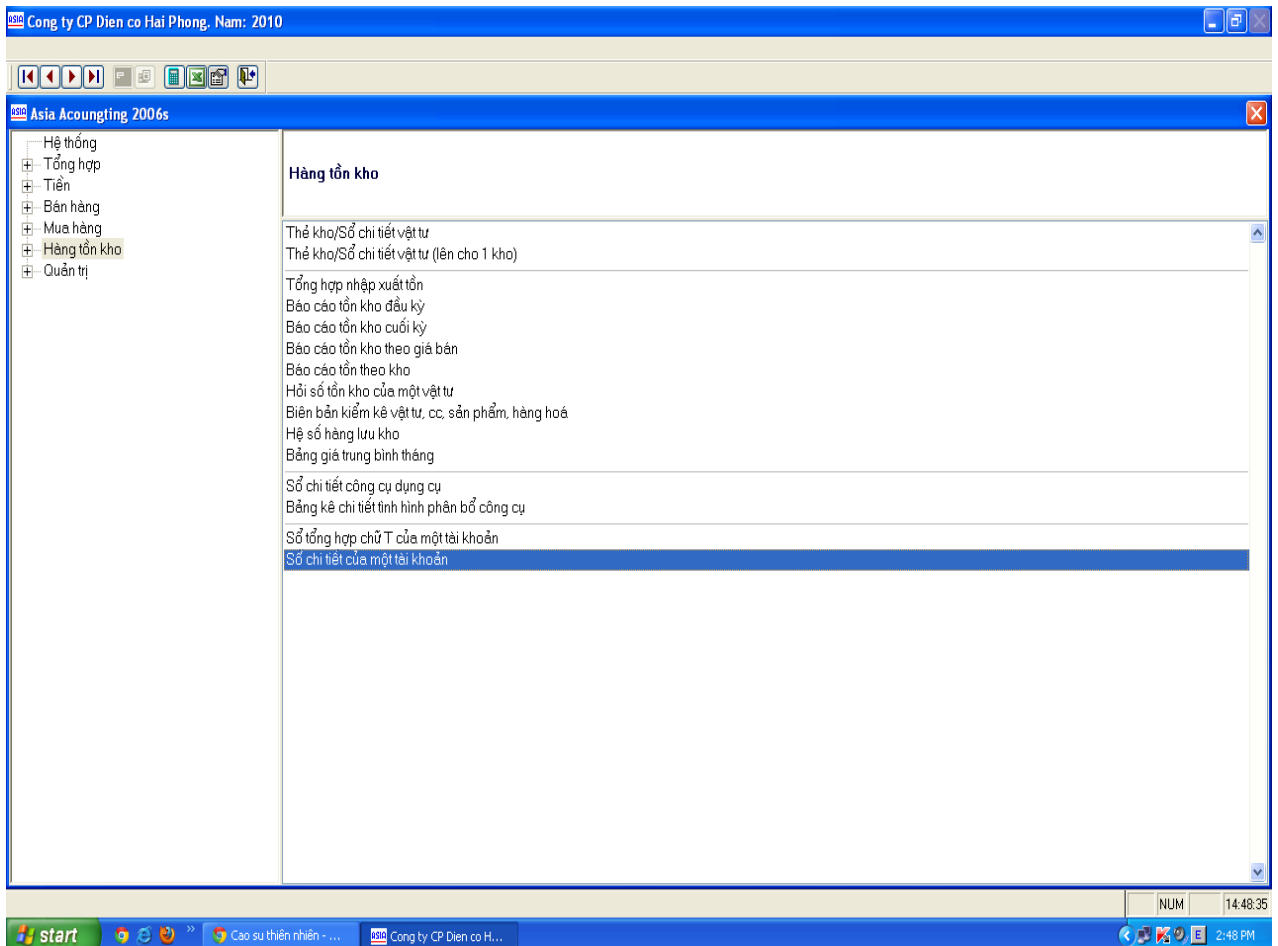 ASIA Cong ty CP Dien co Hai Phong. Nam: 2010
ASIA Asia Acoungting 2006s
Hệ thống
Tổng hợp
Tiền
Bán hàng
Mua hàng
Hàng tồn kho
Quản trị
Hàng tồn kho
Thẻ kho/Sổ chi tiết vật tư
Thẻ kho/Sổ chi tiết vật tư (lên cho 1 kho)
Tổng hợp nhập xuất tồn
Báo cáo tồn kho đầu kỳ
Báo cáo tồn kho cuối kỳ
Báo cáo tồn kho theo giá bán
Báo cáo tồn theo kho
Hỏi số tồn kho của một vật tư
Biên bản kiểm kê vật tư, cc, sản phẩm, hàng hoá
Hệ số hàng lưu kho
Bảng giá trung bình tháng
Sổ chi tiết công cụ dụng cụ
Bảng kê chi tiết tình hình phân bổ công cụ
Sổ tổng hợp chữ T của một tài khoản
Sổ chi tiết của một tài khoản
NUM 14:48:35
start Cao su thiên nhiên - ... ASIA Cong ty CP Dien co H... E 2:48 PM